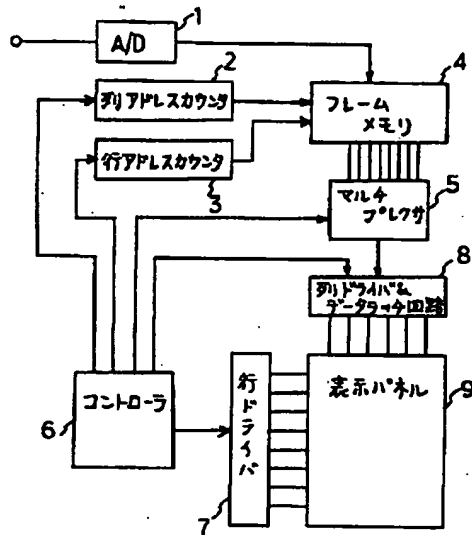 1
A/D
2
列アドレスカウンタ
行アドレスカウンタ
3
4
フレーム
メモリ
マルチ
プレクサ
5
8
列ドライバ&
データラッチ回路
コントローラ
6
行ドライバ
7
表示パネル
9